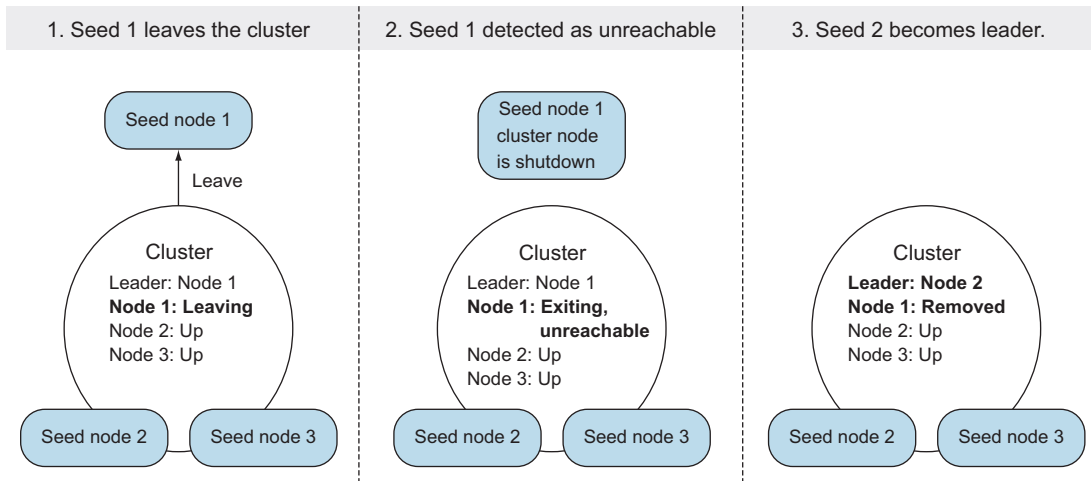 1. Seed 1 leaves the cluster
Seed node 1
Leave
Cluster
Leader: Node 1
Node 1: Leaving
Node 2: Up
Node 3: Up
Seed node 2
Seed node 3
2. Seed 1 detected as unreachable
Seed node 1
cluster node
is shutdown
Cluster
Leader: Node 1
Node 1: Exiting,
unreachable
Node 2: Up
Node 3: Up
Seed node 2
Seed node 3
3. Seed 2 becomes leader.
Cluster
Leader: Node 2
Node 1: Removed
Node 2: Up
Node 3: Up
Seed node 2
Seed node 3